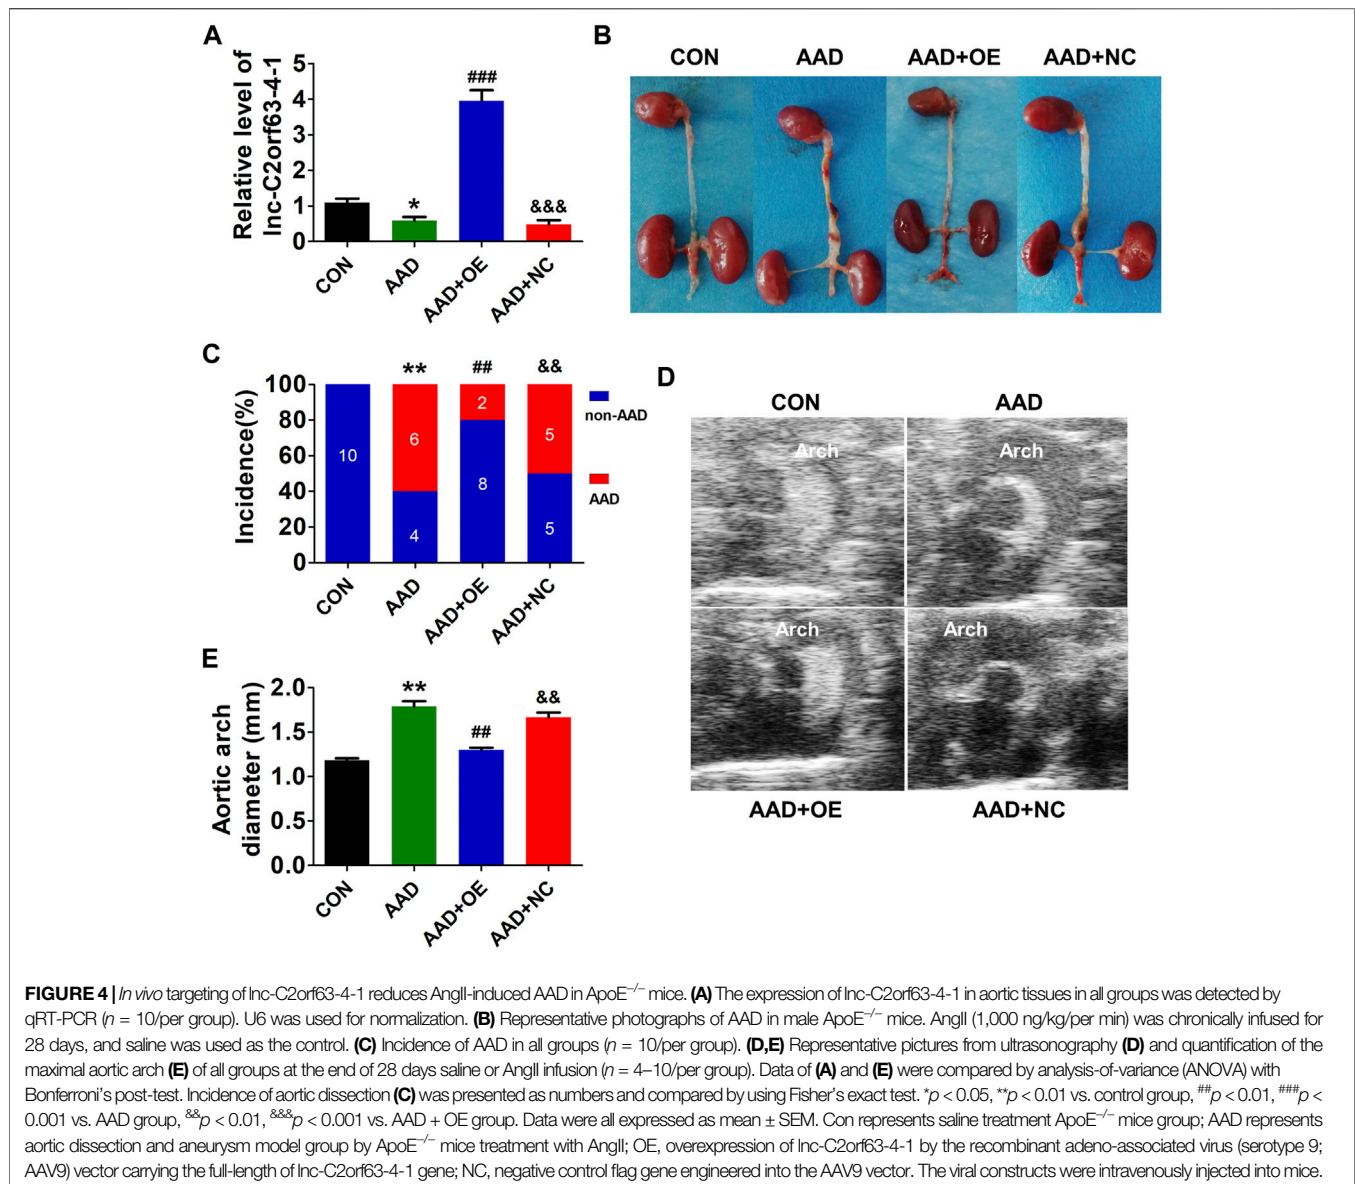 A
Relative level of
lnc-C2orf63-4-1
5
4
3
2
1
0
*
###
&&&
CON
AAD
AAD+OE
AAD+NC
B
CON
AAD
AAD+OE
AAD+NC
C
Incidence(%)
100
80
60
40
20
0
**
##
&&
10
6
4
2
8
5
5
non-AAD
AAD
CON
AAD
AAD+OE
AAD+NC
D
CON
AAD
Arch
Arch
Arch
Arch
AAD+OE
AAD+NC
E
Aortic arch
diameter (mm)
2.0
1.5
1.0
0.5
0.0
**
##
&&
CON
AAD
AAD+OE
AAD+NC
FIGURE 4 | In vivo targeting of lnc-C2orf63-4-1 reduces AngII-induced AAD in ApoE−/− mice. (A) The expression of lnc-C2orf63-4-1 in aortic tissues in all groups was detected by
qRT-PCR (n = 10/per group). U6 was used for normalization. (B) Representative photographs of AAD in male ApoE−/− mice. AngII (1,000 ng/kg/per min) was chronically infused for
28 days, and saline was used as the control. (C) Incidence of AAD in all groups (n = 10/per group). (D,E) Representative pictures from ultrasonography (D) and quantification of the
maximal aortic arch (E) of all groups at the end of 28 days saline or AngII infusion (n = 4–10/per group). Data of (A) and (E) were compared by analysis-of-variance (ANOVA) with
Bonferroni's post-test. Incidence of aortic dissection (C) was presented as numbers and compared by using Fisher's exact test. *p < 0.05, **p < 0.01 vs. control group, ##p < 0.01, ###p <
0.001 vs. AAD group, &&p < 0.01, &&&p < 0.001 vs. AAD + OE group. Data were all expressed as mean ± SEM. Con represents saline treatment ApoE−/− mice group; AAD represents
aortic dissection and aneurysm model group by ApoE−/− mice treatment with AngII; OE, overexpression of lnc-C2orf63-4-1 by the recombinant adeno-associated virus (serotype 9;
AAV9) vector carrying the full-length of lnc-C2orf63-4-1 gene; NC, negative control flag gene engineered into the AAV9 vector. The viral constructs were intravenously injected into mice.